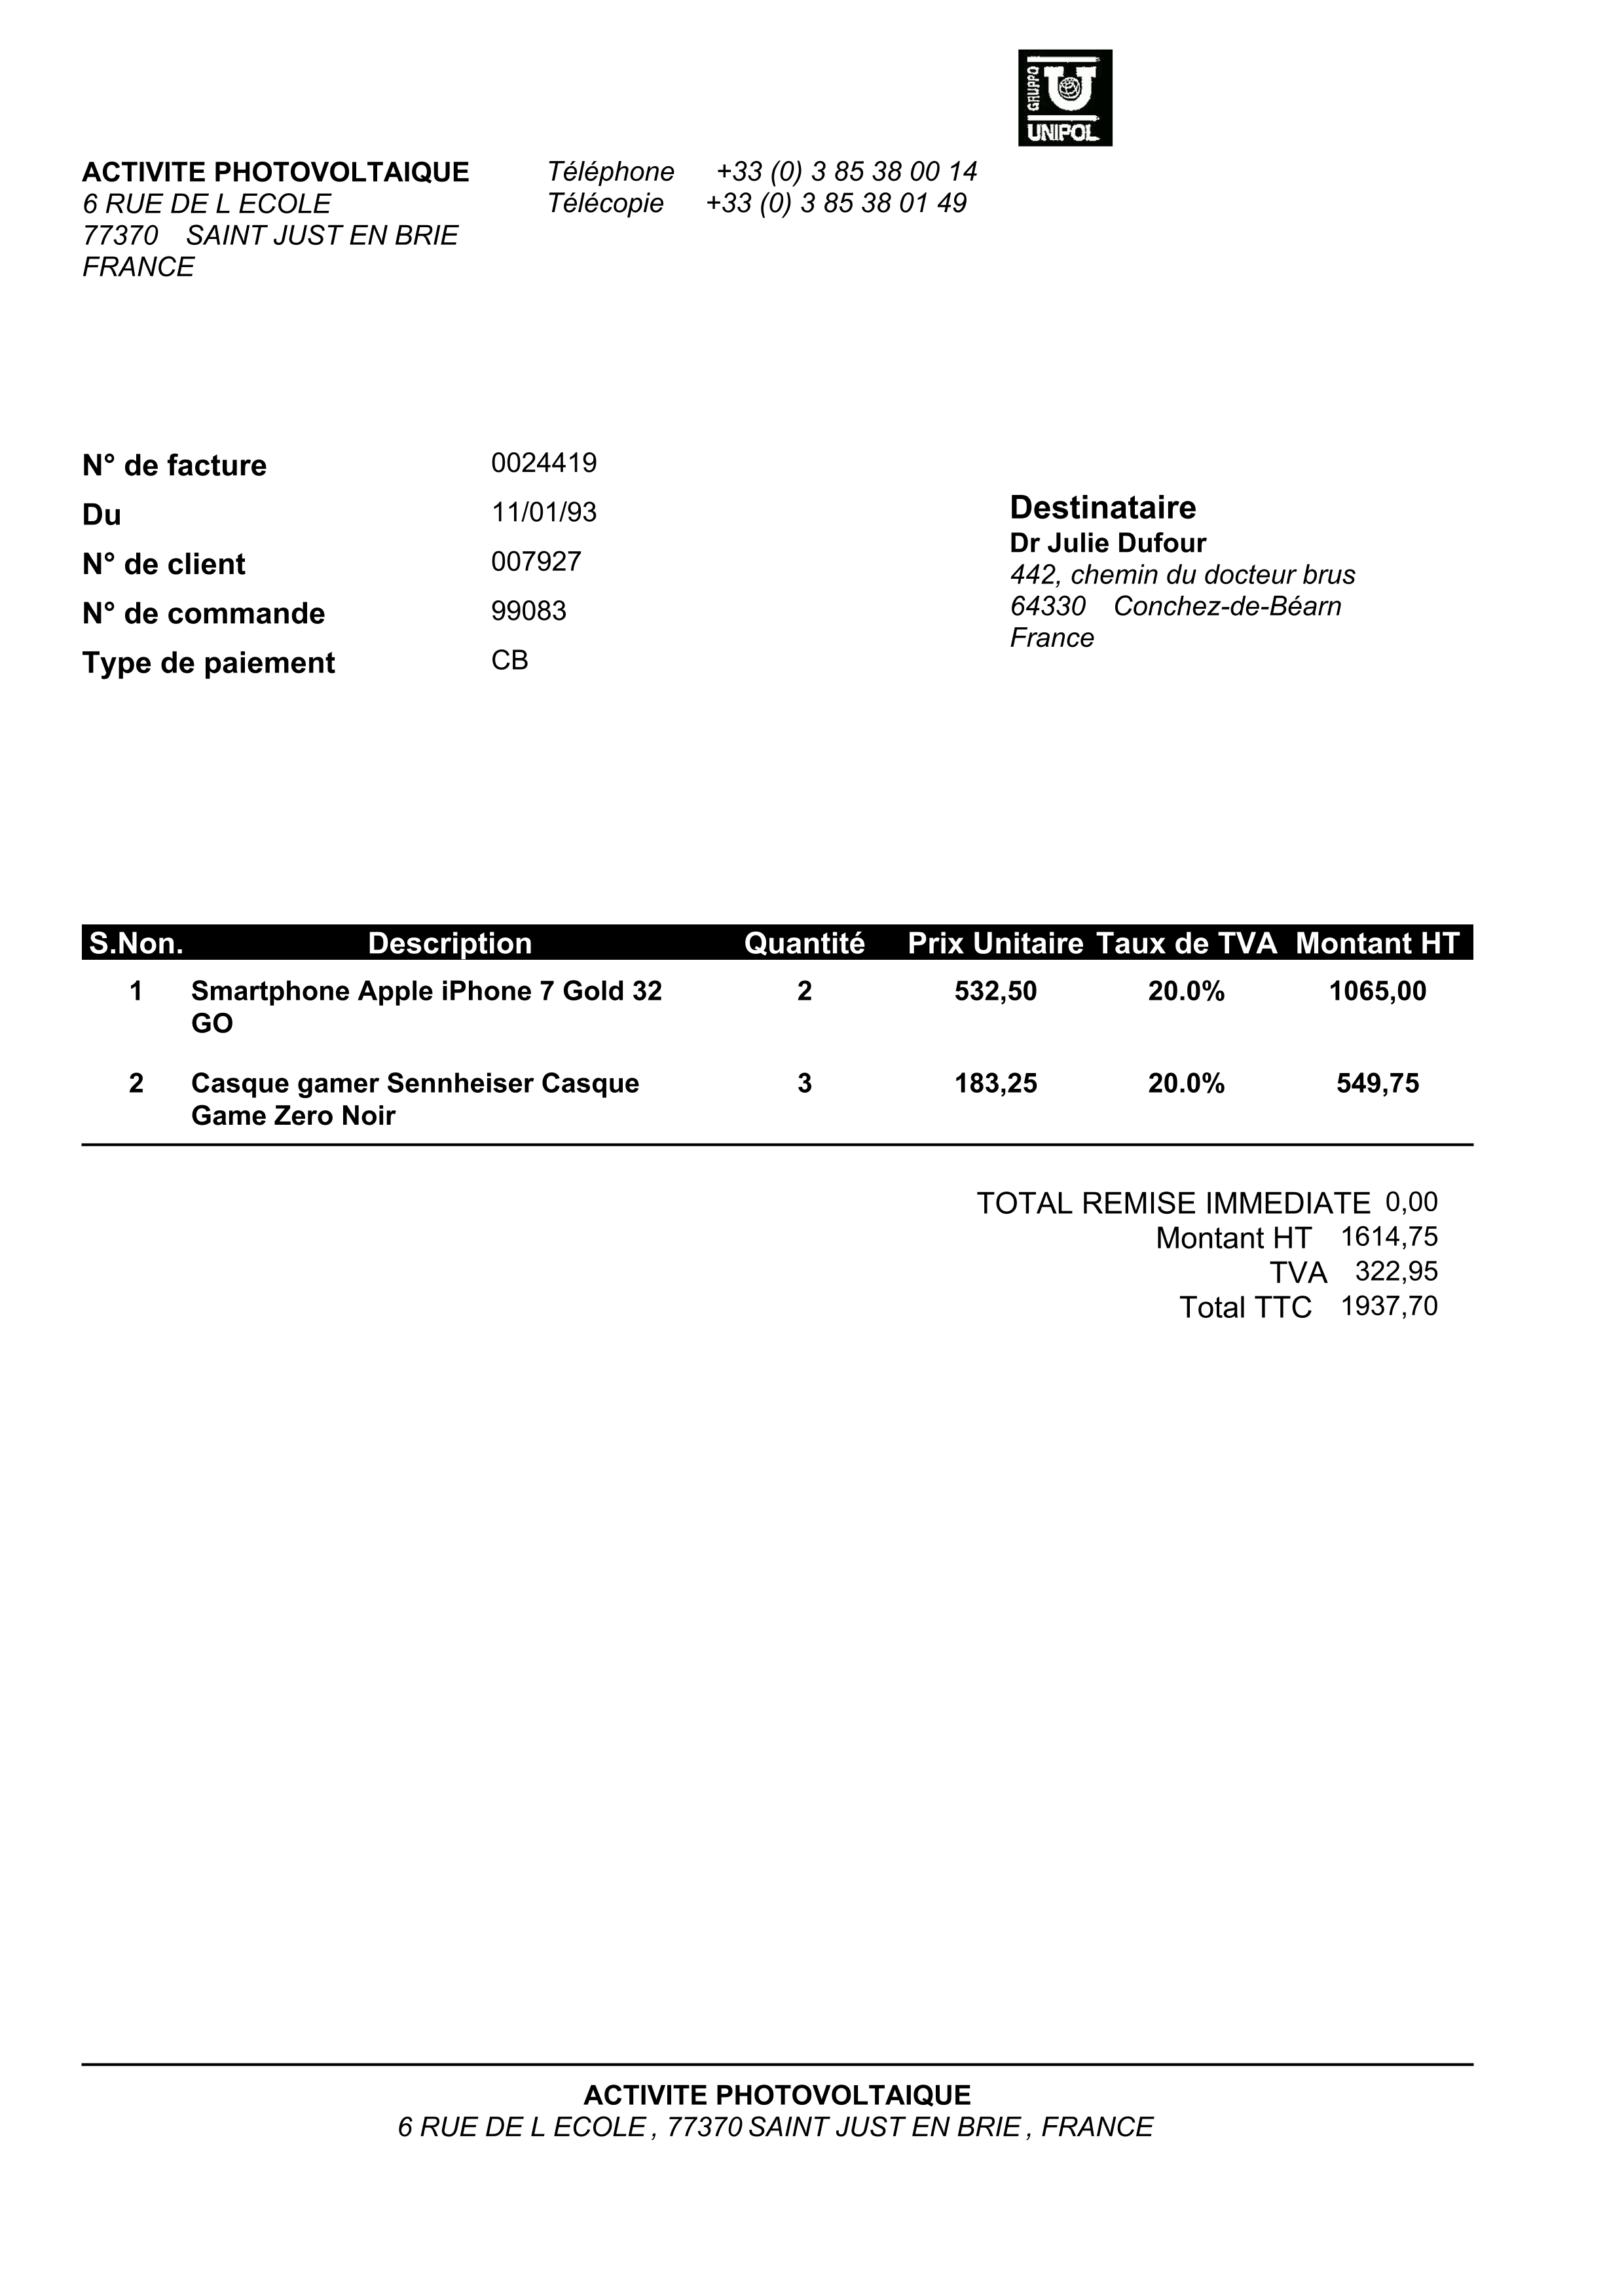 GRUPPO
UNIPOL
ACTIVITE PHOTOVOLTAIQUE
6 RUE DE L ECOLE
77370 SAINT JUST EN BRIE
FRANCE
Téléphone +33 (0) 3 85 38 00 14
Télécopie +33 (0) 3 85 38 01 49
N° de facture 0024419
Du 11/01/93
N° de client 007927
N° de commande 99083
Type de paiement CB
Destinataire
Dr Julie Dufour
442, chemin du docteur brus
64330 Conchez-de-Béarn
France
S.Non. Description Quantité Prix Unitaire Taux de TVA Montant HT
1 Smartphone Apple iPhone 7 Gold 32 2 532,50 20.0% 1065,00
GO
2 Casque gamer Sennheiser Casque 3 183,25 20.0% 549,75
Game Zero Noir
TOTAL REMISE IMMEDIATE 0,00
Montant HT 1614,75
TVA 322,95
Total TTC 1937,70
ACTIVITE PHOTOVOLTAIQUE
6 RUE DE L ECOLE , 77370 SAINT JUST EN BRIE , FRANCE